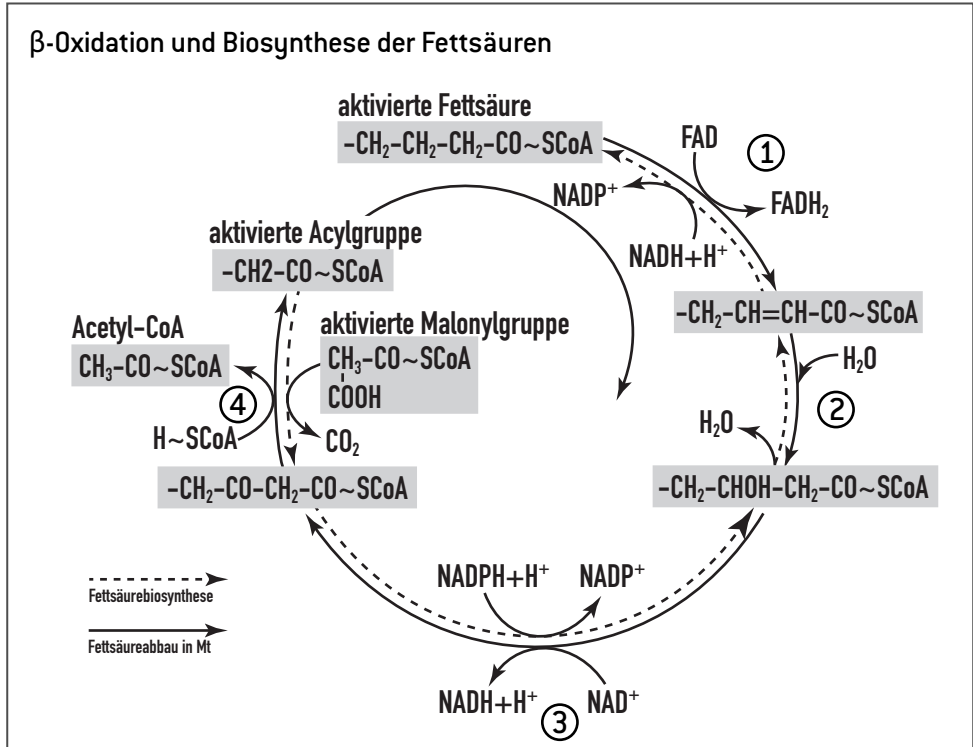 β-Oxidation und Biosynthese der Fettsäuren
aktivierte Fettsäure
-CH₂-CH₂-CH₂-CO~SCoA
FAD
①
FADH₂
NADP⁺
NADH+H⁺
aktivierte Acylgruppe
-CH2-CO~SCoA
-CH₂-CH=CH-CO~SCoA
Acetyl-CoA
CH₃-CO~SCoA
aktivierte Malonylgruppe
CH₃-CO~SCoA
COOH
H₂O
②
④
H~SCoA
CO₂
H₂O
-CH₂-CO-CH₂-CO~SCoA
-CH₂-CHOH-CH₂-CO~SCoA
NADPH+H⁺
NADP⁺
Fettsäurebiosynthese
Fettsäureabbau in Mt
NADH+H⁺
③
NAD⁺